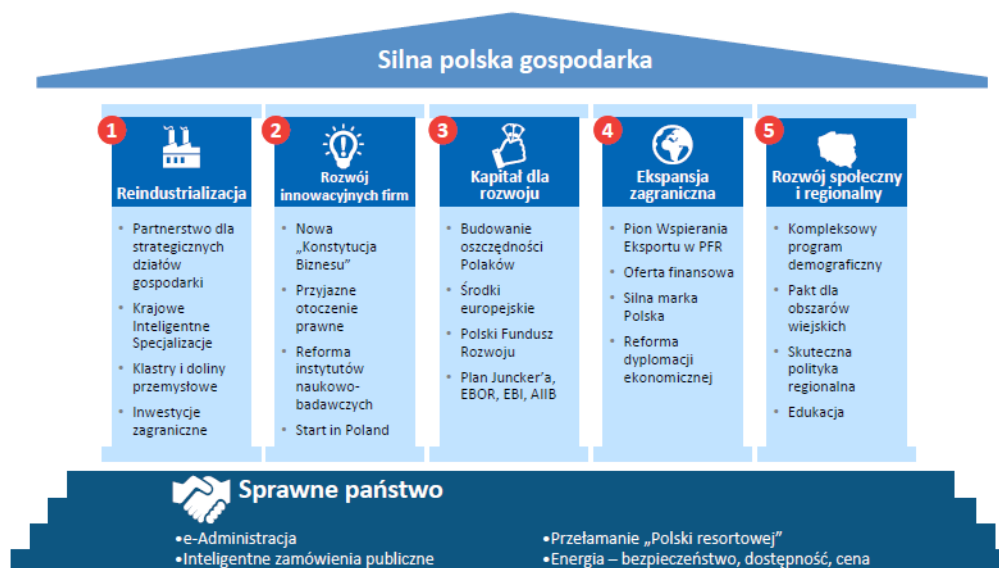 Silna polska gospodarka
1
Reindustrializacja
• Partnerstwo dla
strategicznych
działów
gospodarki
• Krajowe
Inteligentne
Specjalizacje
• Klastry i doliny
przemysłowe
• Inwestycje
zagraniczne
2
Rozwój
innowacyjnych firm
• Nowa
„Konstytucja
Biznesu”
• Przyjazne
otoczenie
prawne
• Reforma
instytutów
naukowo-
badawczych
• Start in Poland
3
Kapitał dla
rozwoju
• Budowanie
oszczędności
Polaków
• Środki
europejskie
• Polski Fundusz
Rozwoju
• Plan Juncker’a,
EBOR, EBI, AIIB
4
Ekspansja
zagraniczna
• Pion Wspierania
Eksportu w PFR
• Oferta finansowa
• Silna marka
Polska
• Reforma
dyplomacji
ekonomicznej
5
Rozwój społeczny
i regionalny
• Kompleksowy
program
demograficzny
• Pakt dla
obszarów
wiejskich
• Skuteczna
polityka
regionalna
• Edukacja
Sprawne państwo
•e-Administracja
•Inteligentne zamówienia publiczne
•Przełamanie „Polski resortowej”
•Energia – bezpieczeństwo, dostępność, cena